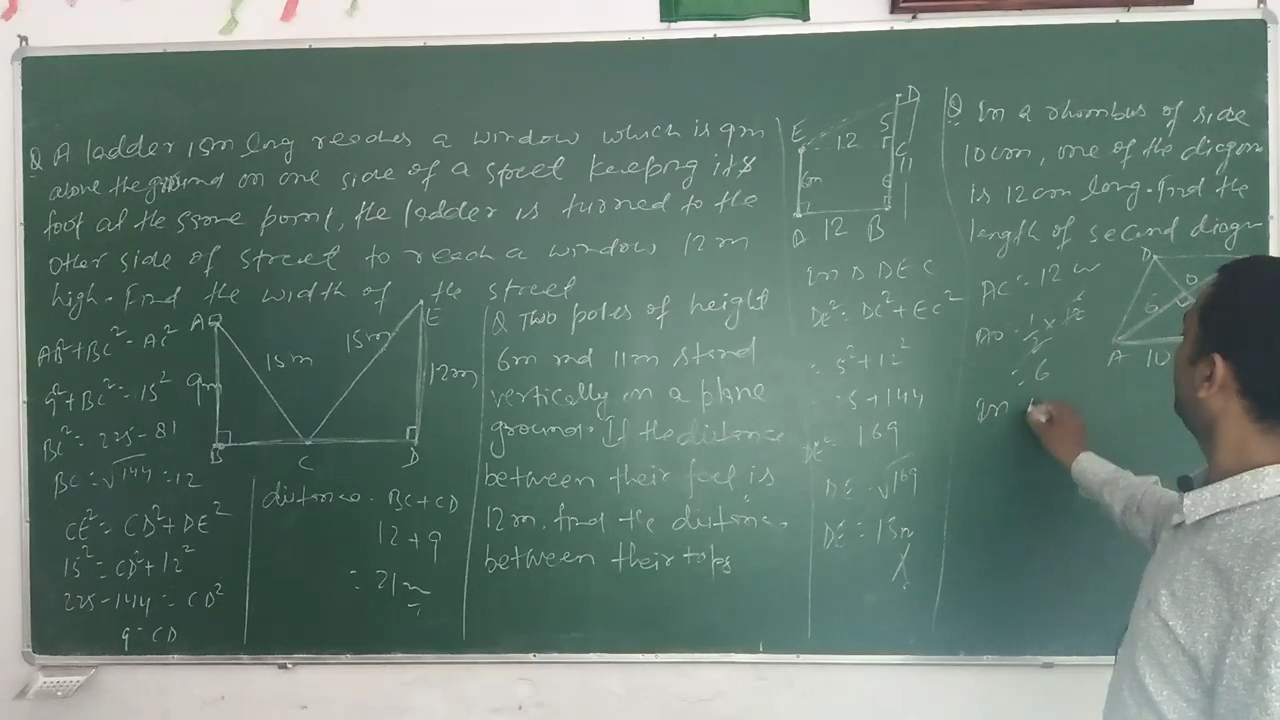 Q A ladder 15m long reaches a window which is 9m
above the ground on one side of a street keeping its
foot at the same point, the ladder is turned to the
other side of street to reach a window 12m
high. Find the width of the street
AB² + BC² = AC²
9² + BC² = 15²
BC² = 225 - 81
BC = √144 = 12
CE² = CD² + DE²
15² = CD² + 12²
225 - 144 = CD²
9 = CD
A
9m
15m
B
C
15m
E
12m
D
distance = BC + CD
12 + 9
= 21m
Q Two poles of height
6m and 11m stand
vertically on a plane
ground. If the distance
between their feet is
12m. find the distance
between their tops
D
E
12
5
C
6m
6
11
A
12
B
In Δ DEC
DE² = DC² + EC²
= 5² + 12²
169
DE = √169
DE = 13m
Q In a rhombus of side
10cm, one of the diagon
is 12cm long. Find the
length of second diagon
AC = 12
AO = 1/2 × 12
= 6
In
D
O
6
A
10